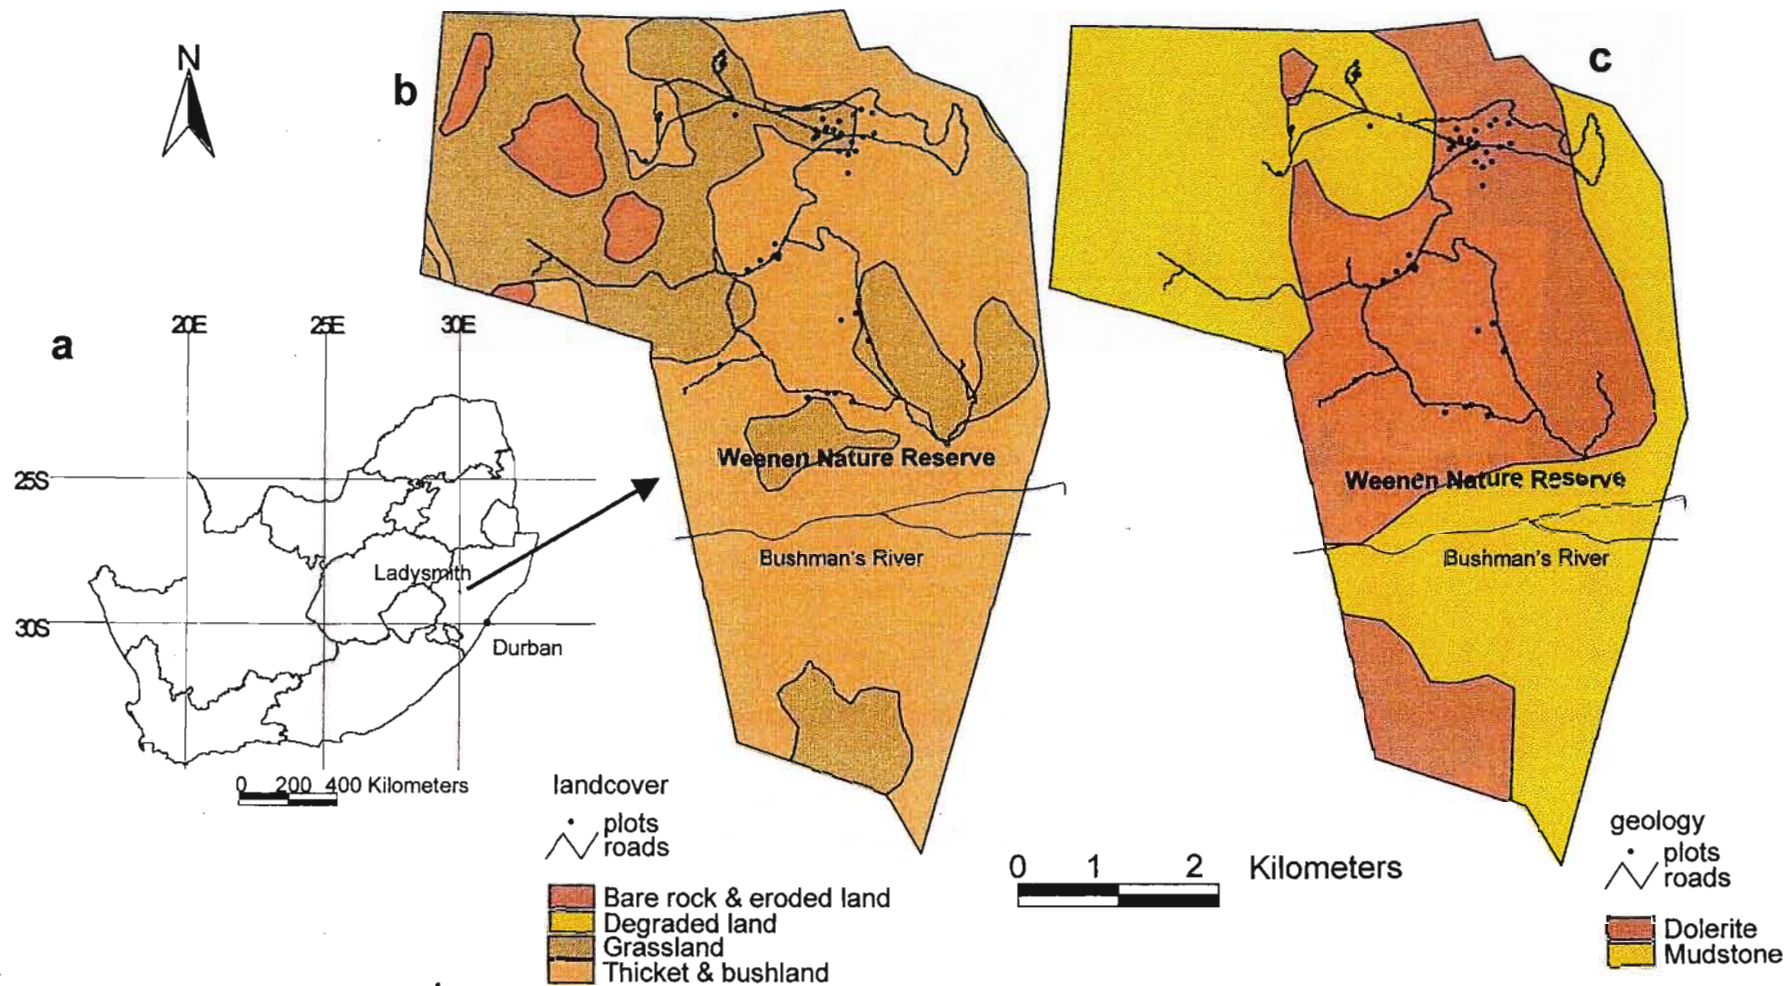 N
b
c
a
20E 25E 30E
25S
30S
Ladysmith
Durban
0 200 400 Kilometers
Weenen Nature Reserve
Bushman's River
Weenen Nature Reserve
Bushman's River
landcover
plots
roads
Bare rock & eroded land
Degraded land
Grassland
Thicket & bushland
0 1 2 Kilometers
geology
plots
roads
Dolerite
Mudstone